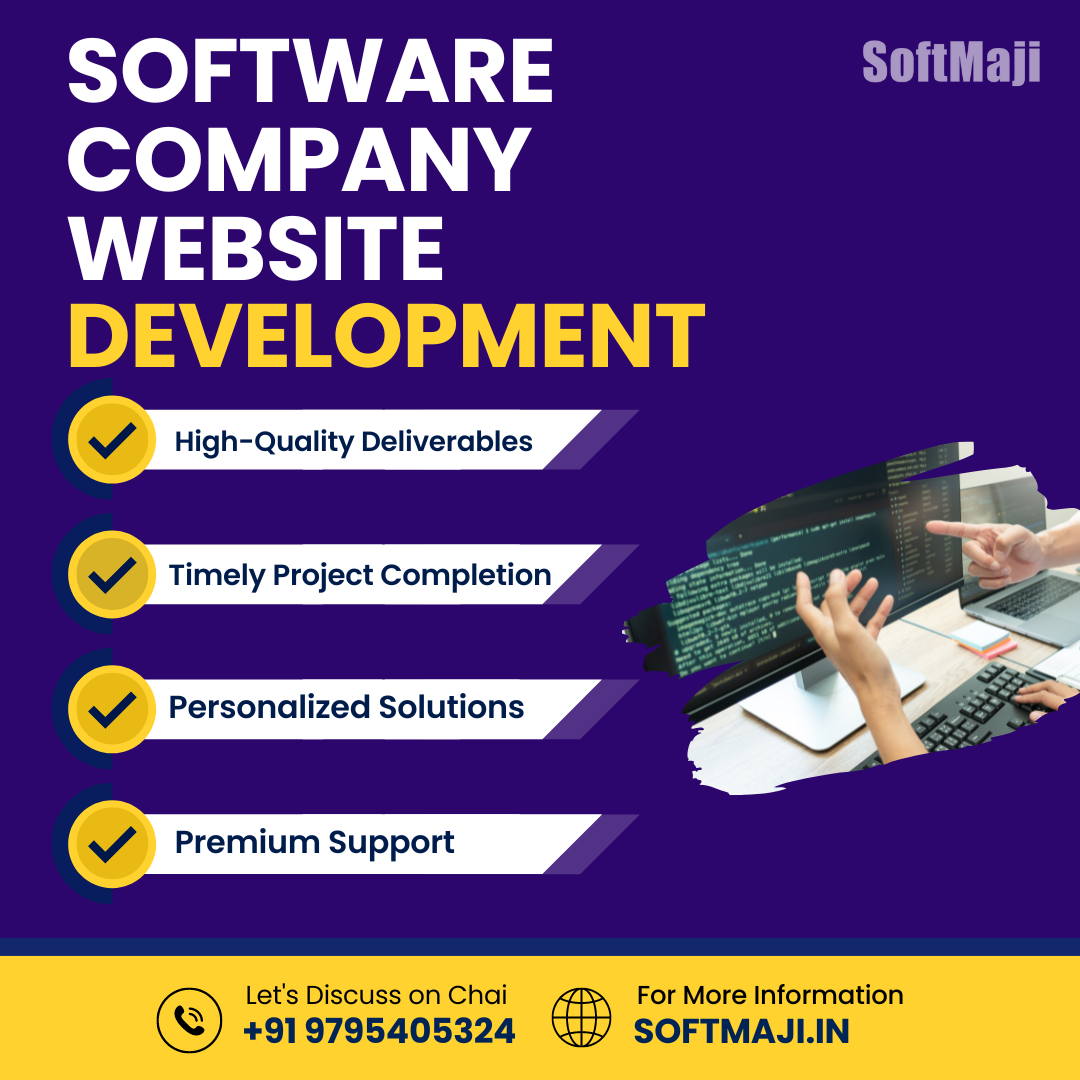 SOFTWARE
COMPANY
WEBSITE
DEVELOPMENT
SoftMaji
High-Quality Deliverables
Timely Project Completion
Personalized Solutions
Premium Support
Let's Discuss on Chai
+91 9795405324
For More Information
SOFTMAJI.IN